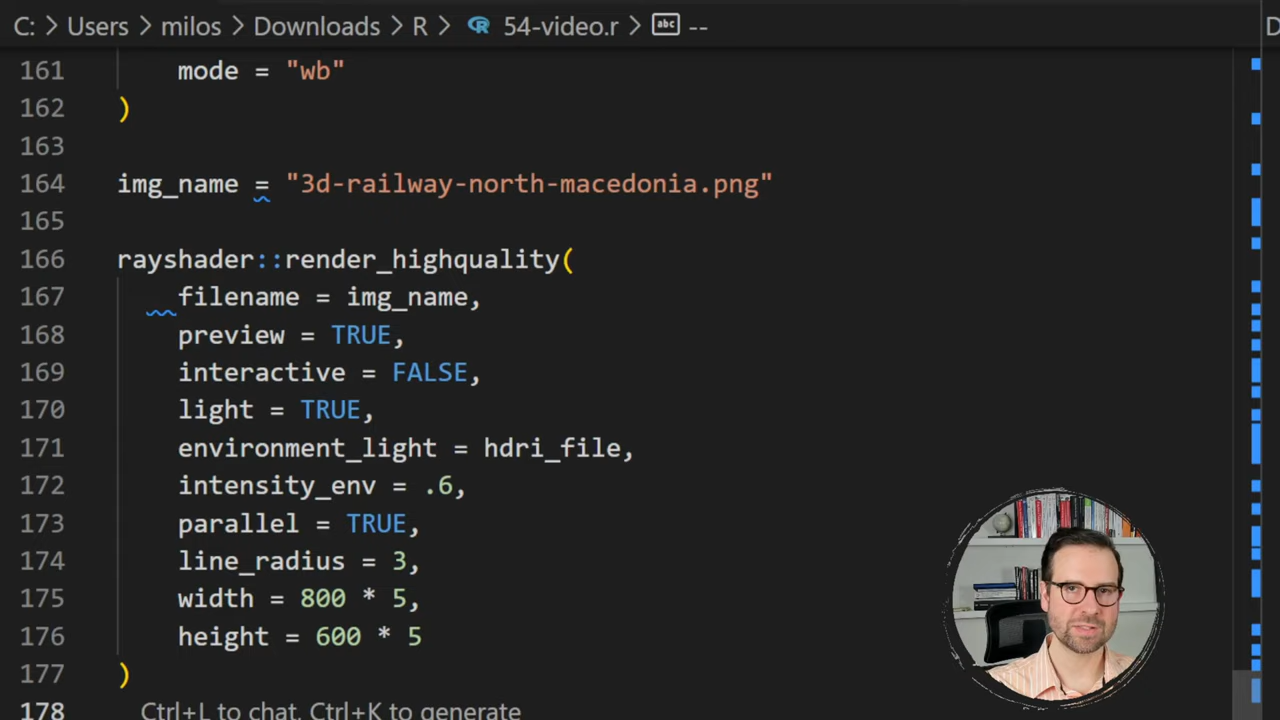 C: > Users > milos > Downloads > R > 54-video.r > abc --
161 mode = "wb"
162 )
163
164 img_name = "3d-railway-north-macedonia.png"
165
166 rayshader::render_highquality(
167 filename = img_name,
168 preview = TRUE,
169 interactive = FALSE,
170 light = TRUE,
171 environment_light = hdri_file,
172 intensity_env = .6,
173 parallel = TRUE,
174 line_radius = 3,
175 width = 800 * 5,
176 height = 600 * 5
177 )
178 Ctrl+L to chat, Ctrl+K to generate